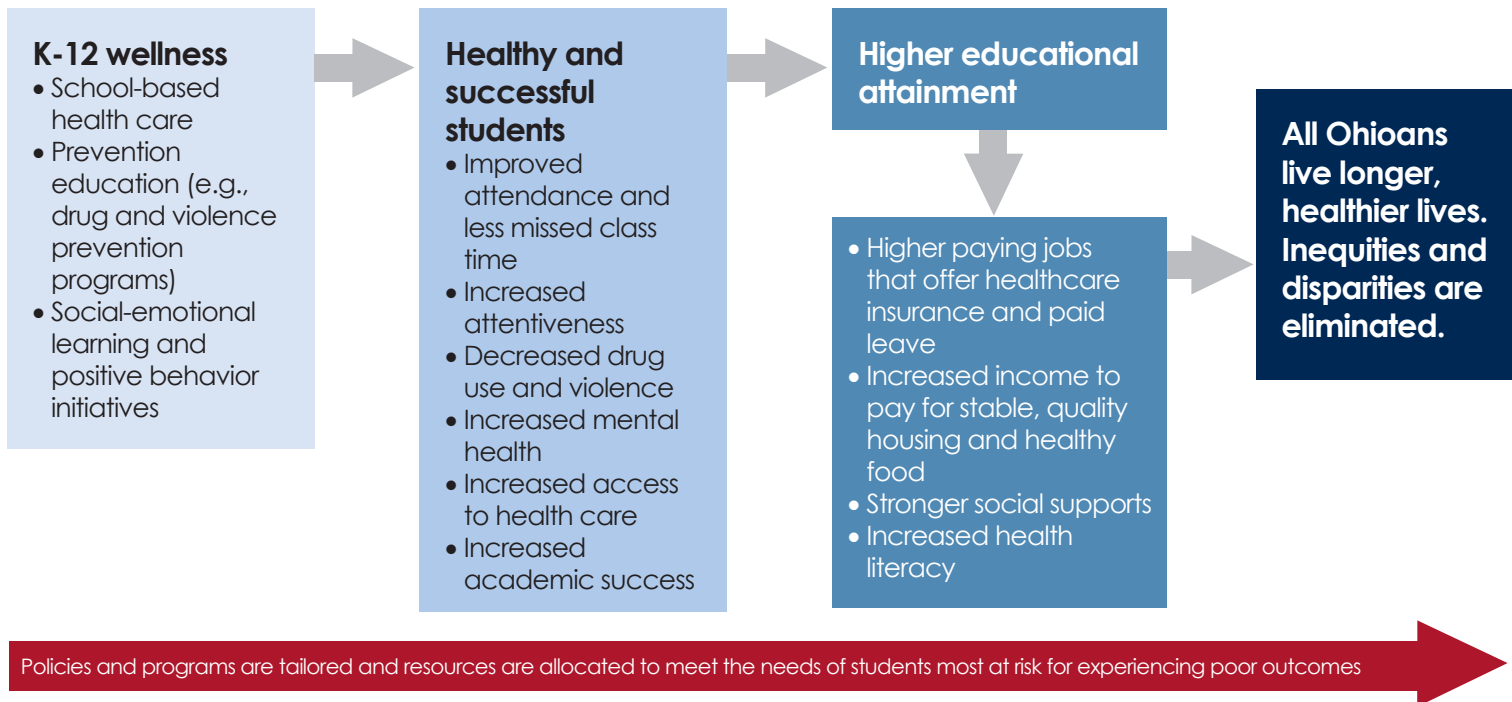 K-12 wellness
• School-based
health care
• Prevention
education (e.g.,
drug and violence
prevention
programs)
• Social-emotional
learning and
positive behavior
initiatives
Healthy and
successful
students
• Improved
attendance and
less missed class
time
• Increased
attentiveness
• Decreased drug
use and violence
• Increased mental
health
• Increased access
to health care
• Increased
academic success
Higher educational
attainment
• Higher paying jobs
that offer healthcare
insurance and paid
leave
• Increased income to
pay for stable, quality
housing and healthy
food
• Stronger social supports
• Increased health
literacy
All Ohioans
live longer,
healthier lives.
Inequities and
disparities are
eliminated.
Policies and programs are tailored and resources are allocated to meet the needs of students most at risk for experiencing poor outcomes